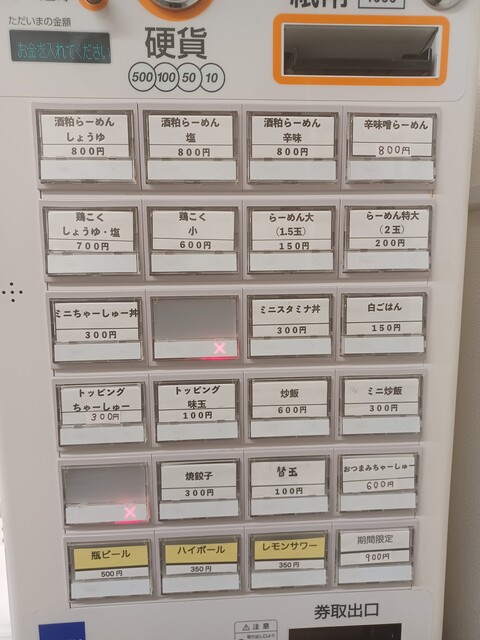 ただいまの金額
お金を入れてください
硬貨
500 100 50 10
1000
酒粕らーめん
しょうゆ
800円
酒粕らーめん
塩
800円
酒粕らーめん
辛味
800円
辛味噌らーめん
800円
鶏こく
しょうゆ・塩
700円
鶏こく
小
600円
らーめん大
(1.5玉)
150円
らーめん特大
(2玉)
200円
ミニちゃーしゅー丼
300円
ミニスタミナ丼
300円
白ごはん
150円
トッピング
ちゃーしゅー
300円
トッピング
味玉
100円
炒飯
600円
ミニ炒飯
300円
焼餃子
300円
替玉
100円
おつまみちゃーしゅー
600円
瓶ビール
500円
ハイボール
350円
レモンサワー
350円
期間限定
900円
券取出口
⚠注意